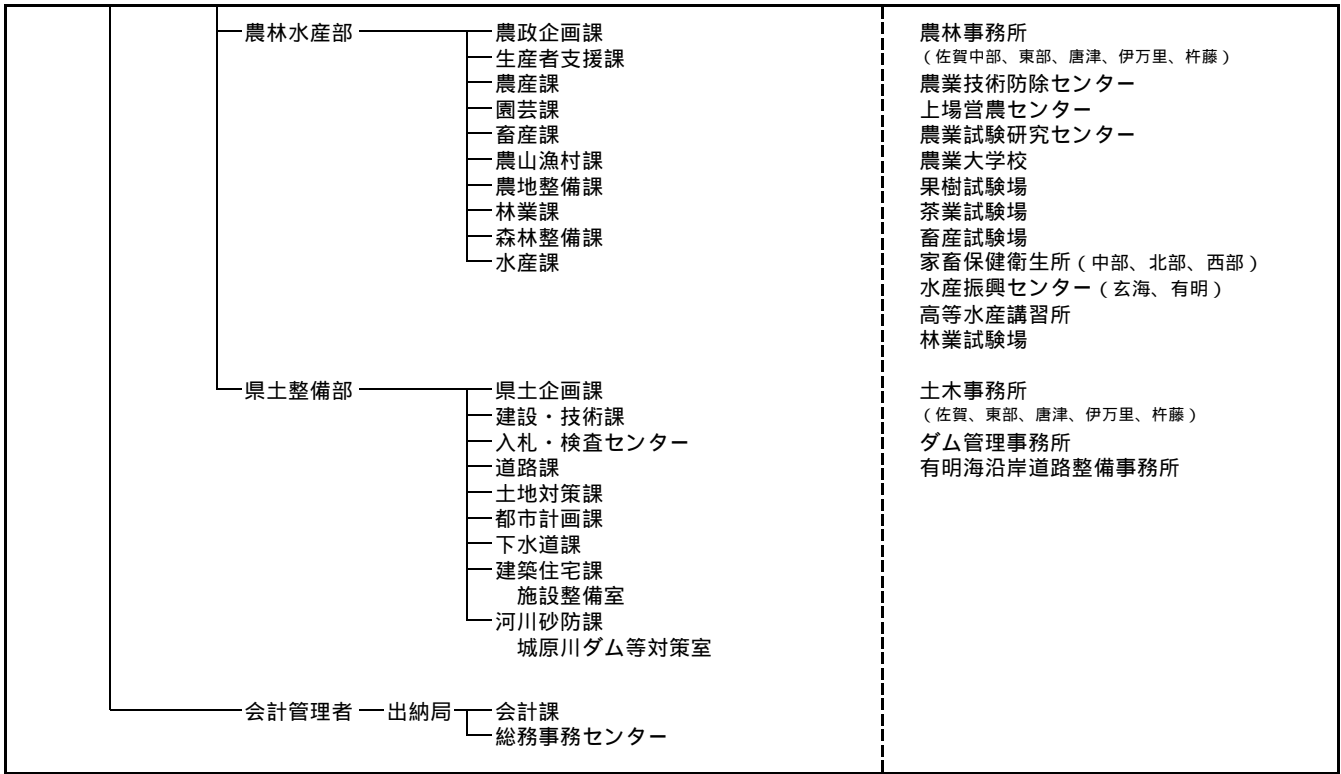 農林水産部 農政企画課 農林事務所
生産者支援課 (佐賀中部、東部、唐津、伊万里、杵藤)
農産課 農業技術防除センター
園芸課 上場営農センター
畜産課 農業試験研究センター
農山漁村課 農業大学校
農地整備課 果樹試験場
林業課 茶業試験場
森林整備課 畜産試験場
水産課 家畜保健衛生所(中部、北部、西部)
水産振興センター(玄海、有明)
高等水産講習所
林業試験場
県土整備部 県土企画課 土木事務所
建設・技術課 (佐賀、東部、唐津、伊万里、杵藤)
入札・検査センター ダム管理事務所
道路課 有明海沿岸道路整備事務所
土地対策課
都市計画課
下水道課
建築住宅課
施設整備室
河川砂防課
城原川ダム等対策室
会計管理者 出納局 会計課
総務事務センター